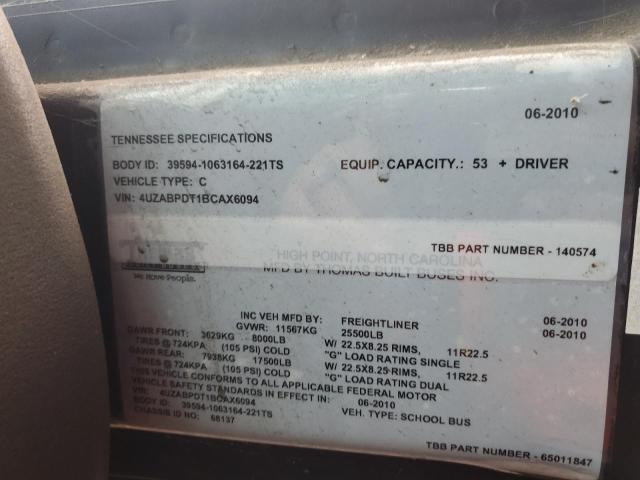 06-2010
TENNESSEE SPECIFICATIONS
BODY ID: 39594-1063164-221TS EQUIP. CAPACITY.: 53 + DRIVER
VEHICLE TYPE: C
VIN: 4UZABPDT1BCAX6094
TBB PART NUMBER - 140574
HIGH POINT, NORTH CAROLINA
MFD BY THOMAS BUILT BUSES INC.
We Move People.
INC VEH MFD BY: FREIGHTLINER 06-2010
GVWR: 11567KG 25500LB 06-2010
GAWR FRONT: 3629KG 8000LB W/ 22.5X8.25 RIMS, 11R22.5
TIRES @ 724KPA (105 PSI) COLD "G" LOAD RATING SINGLE
GAWR REAR: 7938KG 17500LB W/ 22.5X8.25 RIMS, 11R22.5
TIRES @ 724KPA (105 PSI) COLD "G" LOAD RATING DUAL
THIS VEHICLE CONFORMS TO ALL APPLICABLE FEDERAL MOTOR
VEHICLE SAFETY STANDARDS IN EFFECT IN: 06-2010
VIN: 4UZABPDT1BCAX6094
BODY ID: 39594-1063164-221TS VEH. TYPE: SCHOOL BUS
CHASSIS ID NO 68137
TBB PART NUMBER - 65011847